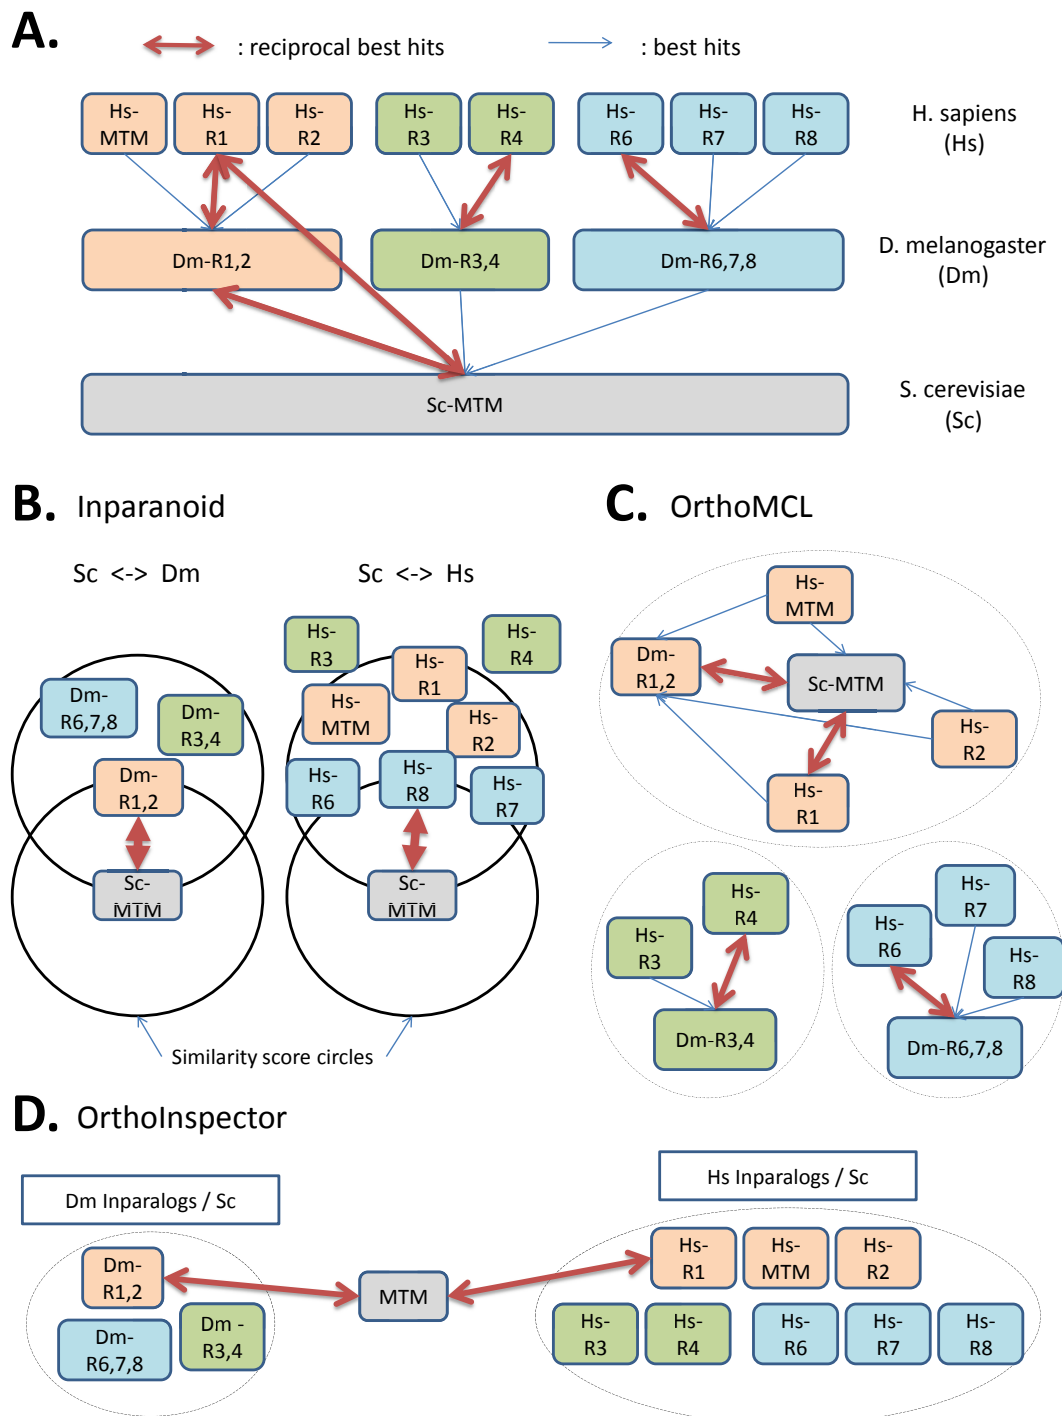 A.
: reciprocal best hits
: best hits
Hs-
MTM
Hs-
R1
Hs-
R2
Hs-
R3
Hs-
R4
Hs-
R6
Hs-
R7
Hs-
R8
H. sapiens
(Hs)
Dm-R1,2
Dm-R3,4
Dm-R6,7,8
D. melanogaster
(Dm)
Sc-MTM
S. cerevisiae
(Sc)
B. Inparanoid
Sc <-> Dm
Sc <-> Hs
Dm-
R6,7,8
Dm-
R3,4
Dm-
R1,2
Sc-
MTM
Hs-
R3
Hs-
R4
Hs-
R1
Hs-
MTM
Hs-
R2
Hs-
R6
Hs-
R8
Hs-
R7
Sc-
MTM
Similarity score circles
C. OrthoMCL
Hs-
MTM
Dm-
R1,2
Sc-MTM
Hs-
R2
Hs-
R1
Hs-
R4
Hs-
R3
Dm-R3,4
Hs-
R7
Hs-
R6
Hs-
R8
Dm-R6,7,8
D. OrthoInspector
Dm Inparalogs / Sc
Hs Inparalogs / Sc
Dm-
R1,2
Dm-
R6,7,8
Dm -
R3,4
MTM
Hs-
R1
Hs-
MTM
Hs-
R2
Hs-
R3
Hs-
R4
Hs-
R6
Hs-
R7
Hs-
R8